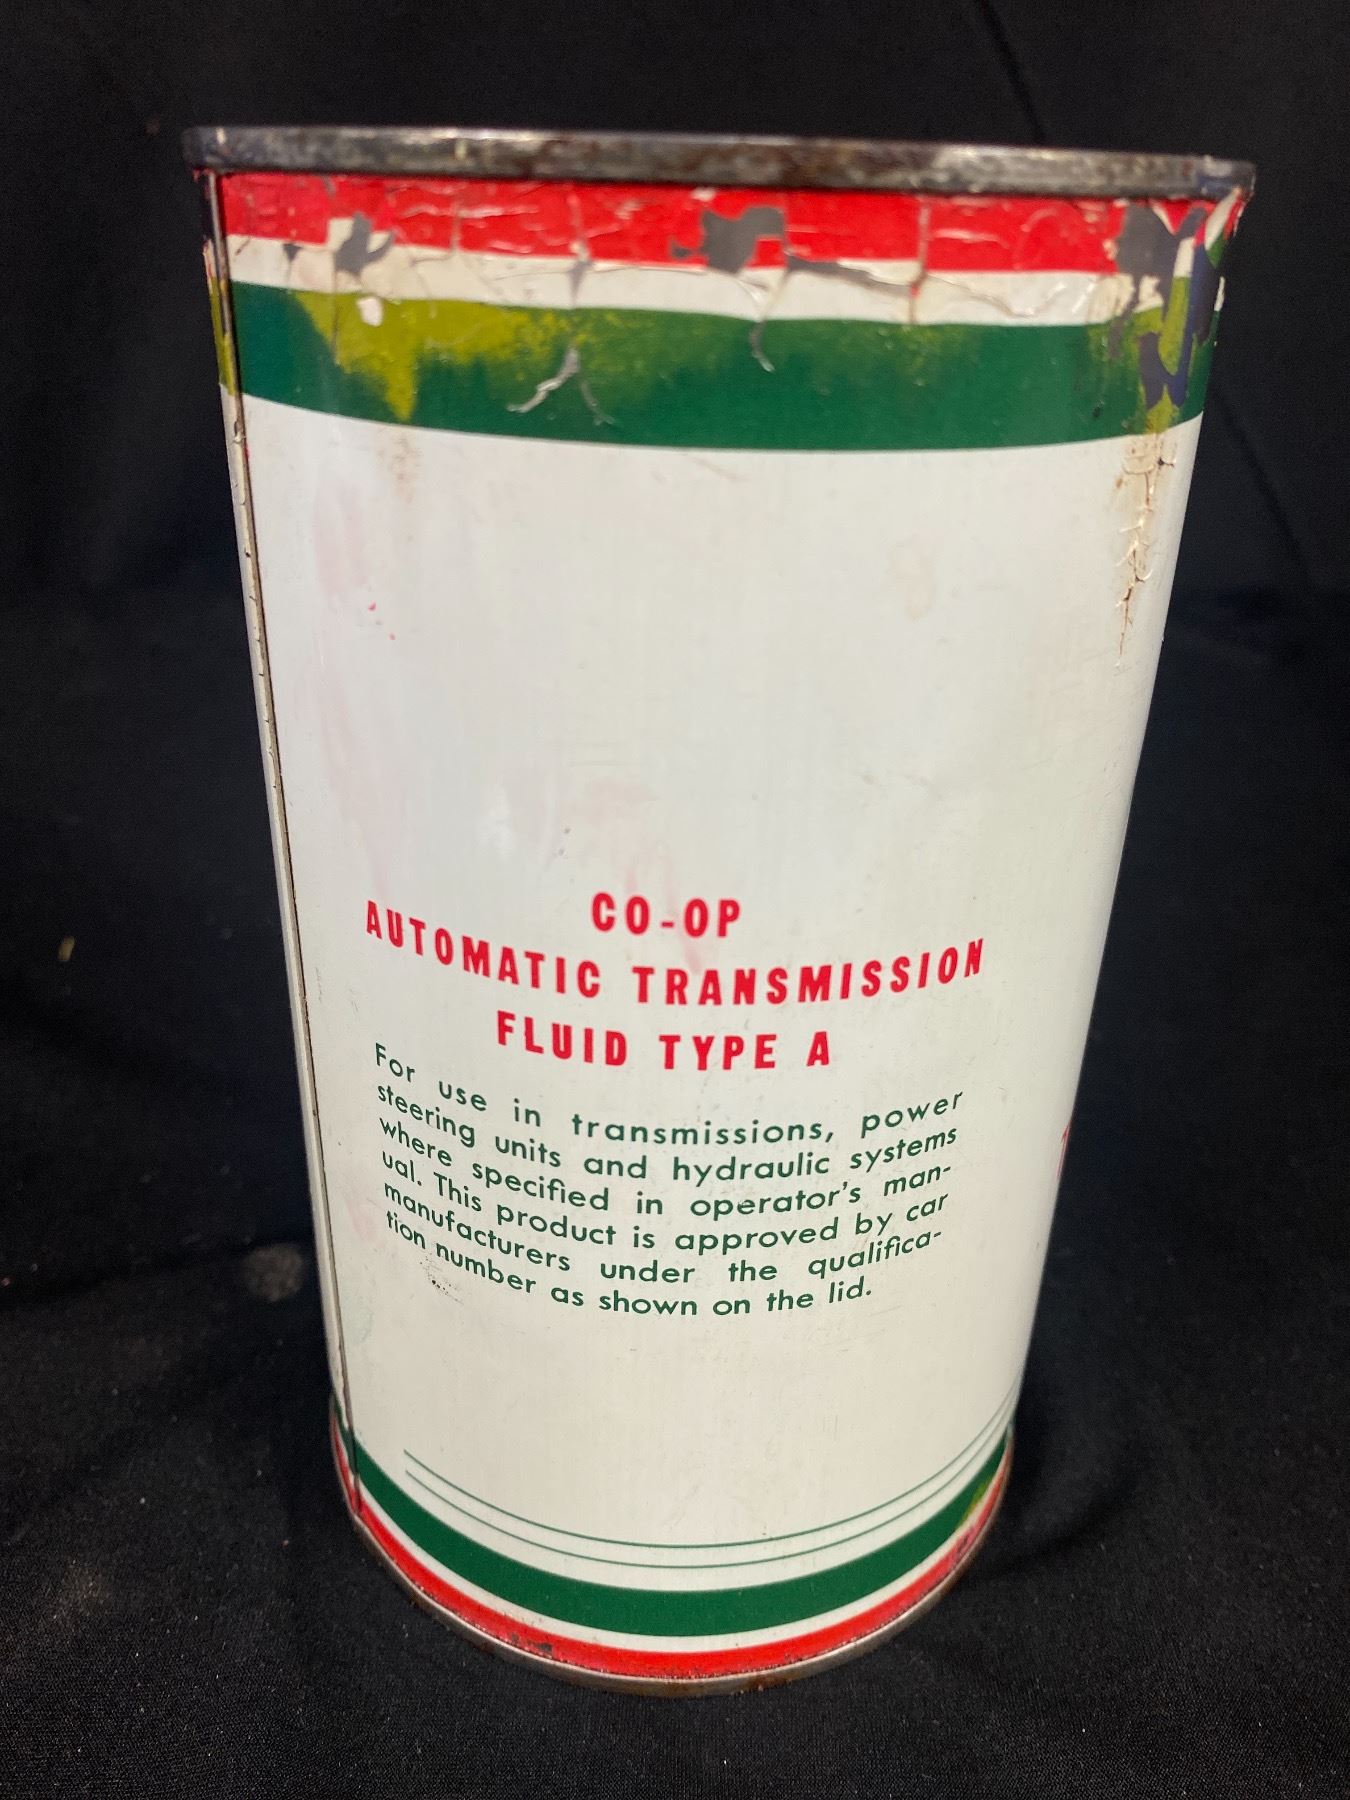 CO-OP
AUTOMATIC TRANSMISSION
FLUID TYPE A
For use in transmissions, power
steering units and hydraulic systems
where specified in operator's man-
ual. This product is approved by car
manufacturers under the qualifica-
tion number as shown on the lid.